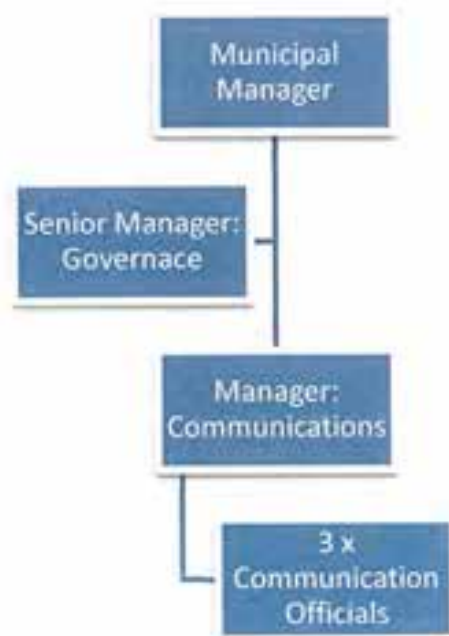 Municipal
Manager
Senior Manager:
Governace
Manager:
Communications
3 x
Communication
Officials